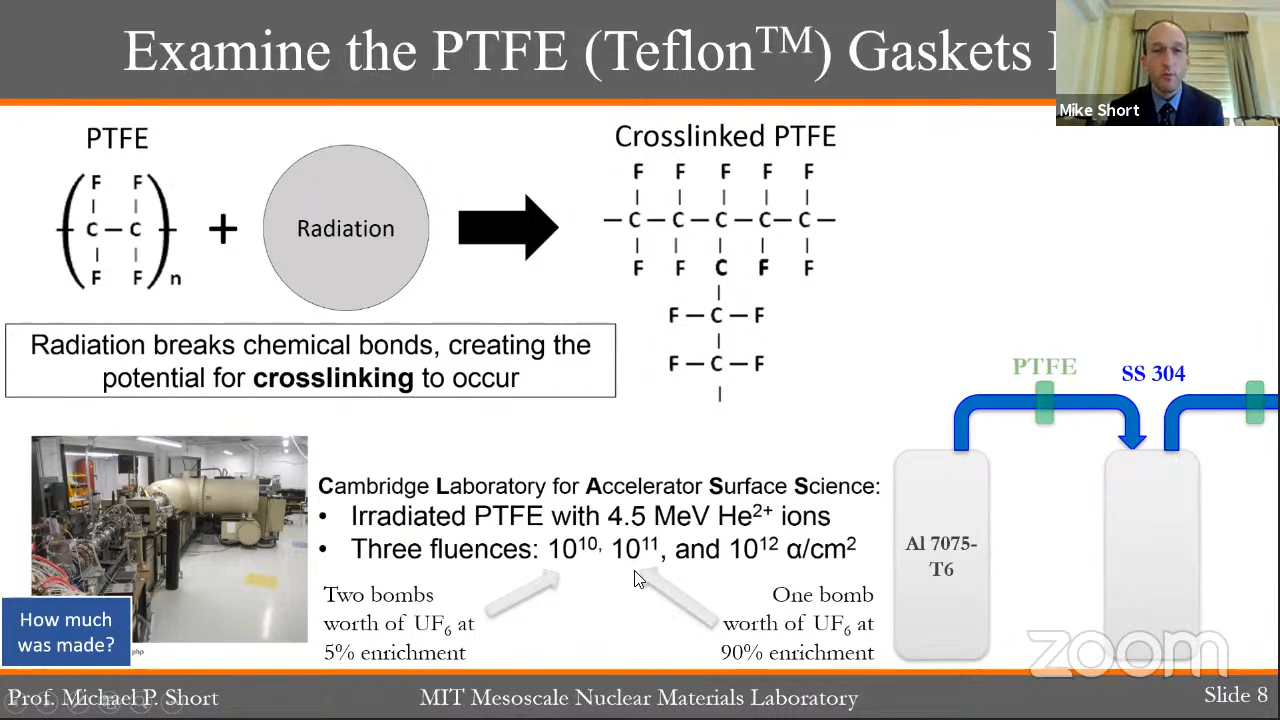 Examine the PTFE (Teflon™) Gaskets
Mike Short
PTFE
F F
C – C
F F
n
+
Radiation
Crosslinked PTFE
F F F F F
– C – C – C – C – C –
F F C F F
F – C – F
F – C – F
Radiation breaks chemical bonds, creating the
potential for crosslinking to occur
Cambridge Laboratory for Accelerator Surface Science:
• Irradiated PTFE with 4.5 MeV He²⁺ ions
• Three fluences: 10¹⁰, 10¹¹, and 10¹² α/cm²
Two bombs
worth of UF₆ at
5% enrichment
One bomb
worth of UF₆ at
90% enrichment
How much
was made?
php
PTFE
SS 304
Al 7075-
T6
zoom
Prof. Michael P. Short
MIT Mesoscale Nuclear Materials Laboratory
Slide 8